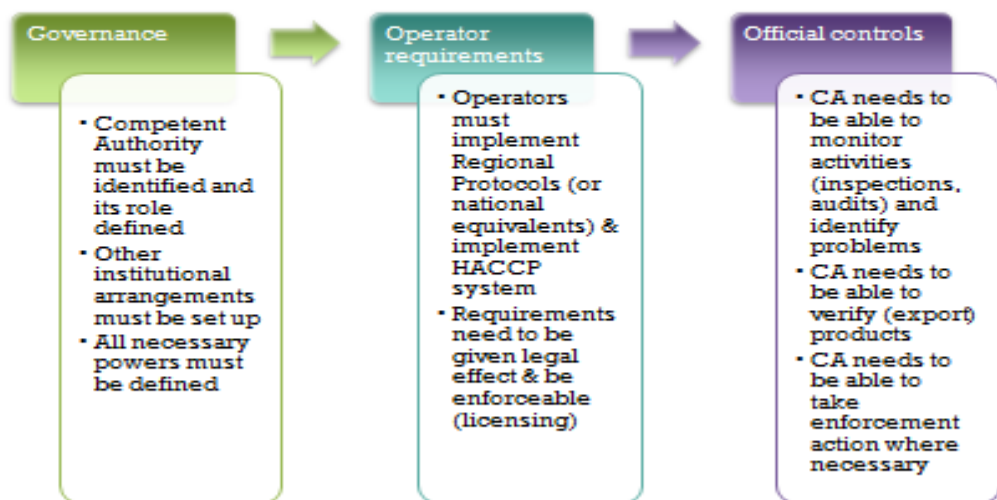 Governance
• Competent
Authority
must be
identified and
its role
defined
• Other
institutional
arrangements
must be set up
• All necessary
powers must
be defined
Operator
requirements
• Operators
must
implement
Regional
Protocols (or
national
equivalents) &
implement
HACCP
system
• Requirements
need to be
given legal
effect & be
enforceable
(licensing)
Official controls
• CA needs to
be able to
monitor
activities
(inspections,
audits) and
identify
problems
• CA needs to
be able to
verify (export)
products
• CA needs to
be able to
take
enforcement
action where
necessary